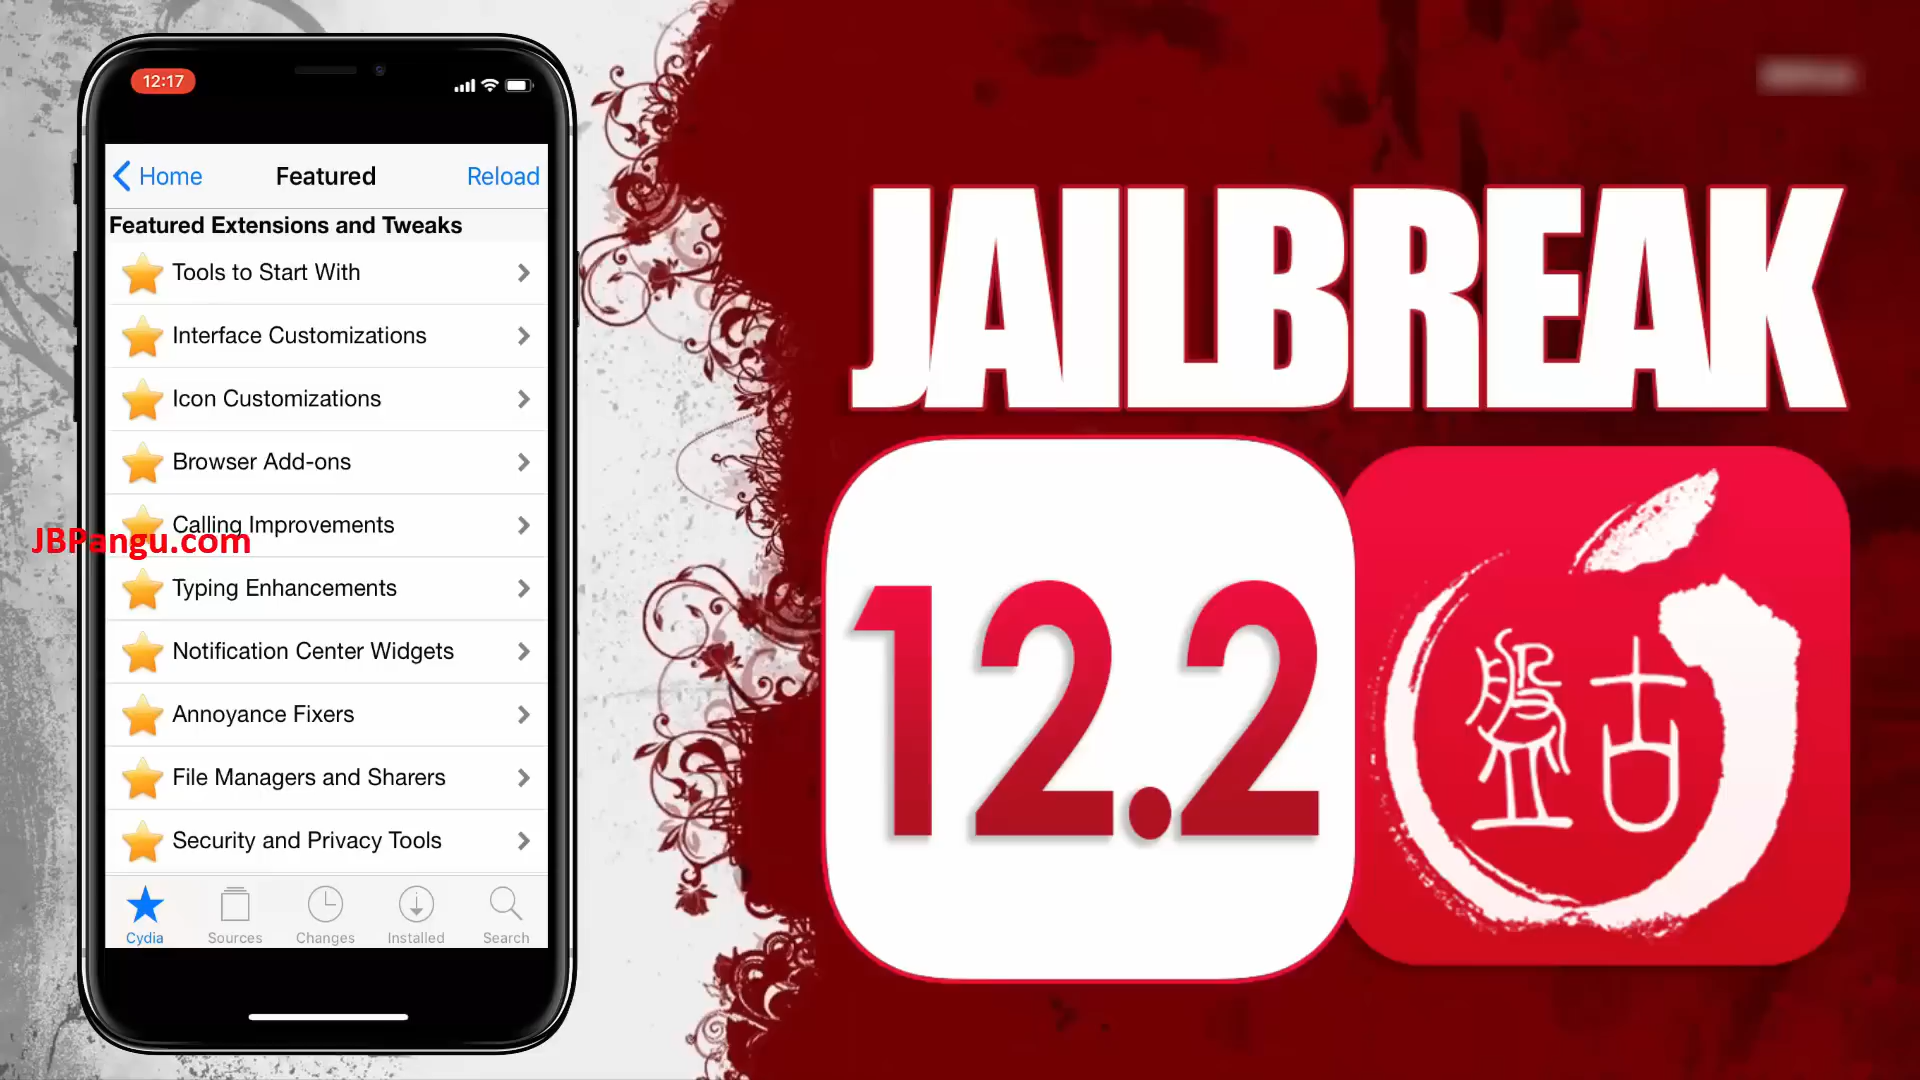 12:17
Home
Featured
Reload
Featured Extensions and Tweaks
Tools to Start With
Interface Customizations
Icon Customizations
Browser Add-ons
Calling Improvements
JBPangu.com
Typing Enhancements
Notification Center Widgets
Annoyance Fixers
File Managers and Sharers
Security and Privacy Tools
Cydia
Sources
Changes
Installed
Search
JAILBREAK
12.2
盤古